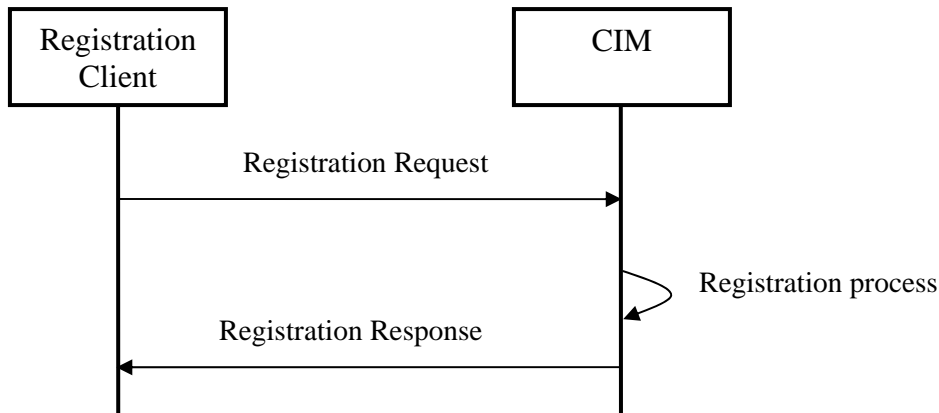 Registration
Client
CIM
Registration Request
Registration process
Registration Response